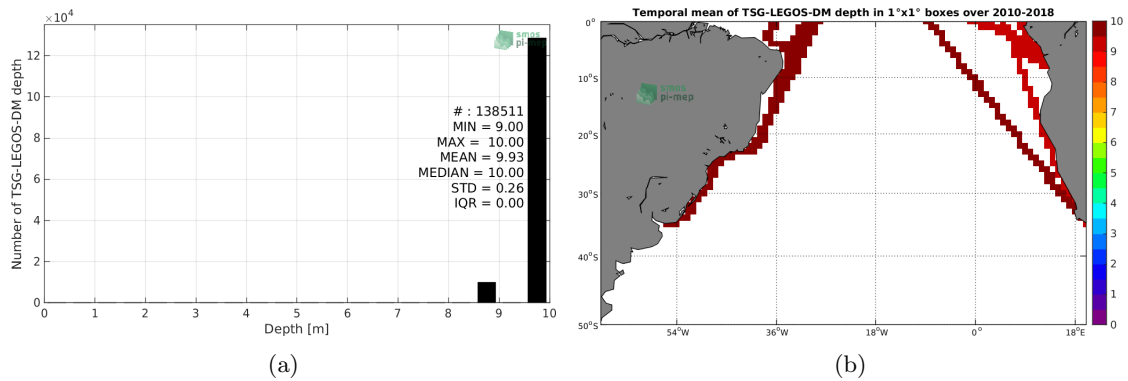 ×10⁴
smos
pi-mep
12
10
8
6
4
2
0
Number of TSG-LEGOS-DM depth
# : 138511
MIN = 9.00
MAX = 10.00
MEAN = 9.93
MEDIAN = 10.00
STD = 0.26
IQR = 0.00
0 1 2 3 4 5 6 7 8 9 10
Depth [m]
(a)
Temporal mean of TSG-LEGOS-DM depth in 1°x1° boxes over 2010-2018
smos
pi-mep
0°
10°S
20°S
30°S
40°S
50°S
54°W 36°W 18°W 0° 18°E
10
9
8
7
6
5
4
3
2
1
0
(b)